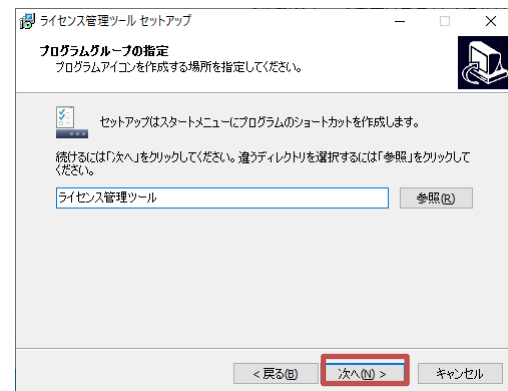 ライセンス管理ツール セットアップ
プログラムグループの指定
プログラムアイコンを作成する場所を指定してください。
セットアップはスタートメニューにプログラムのショートカットを作成します。
続けるには「次へ」をクリックしてください。違うディレクトリを選択するには「参照」をクリックして
ください。
ライセンス管理ツール
参照(R)
< 戻る(B)
次へ(N) >
キャンセル